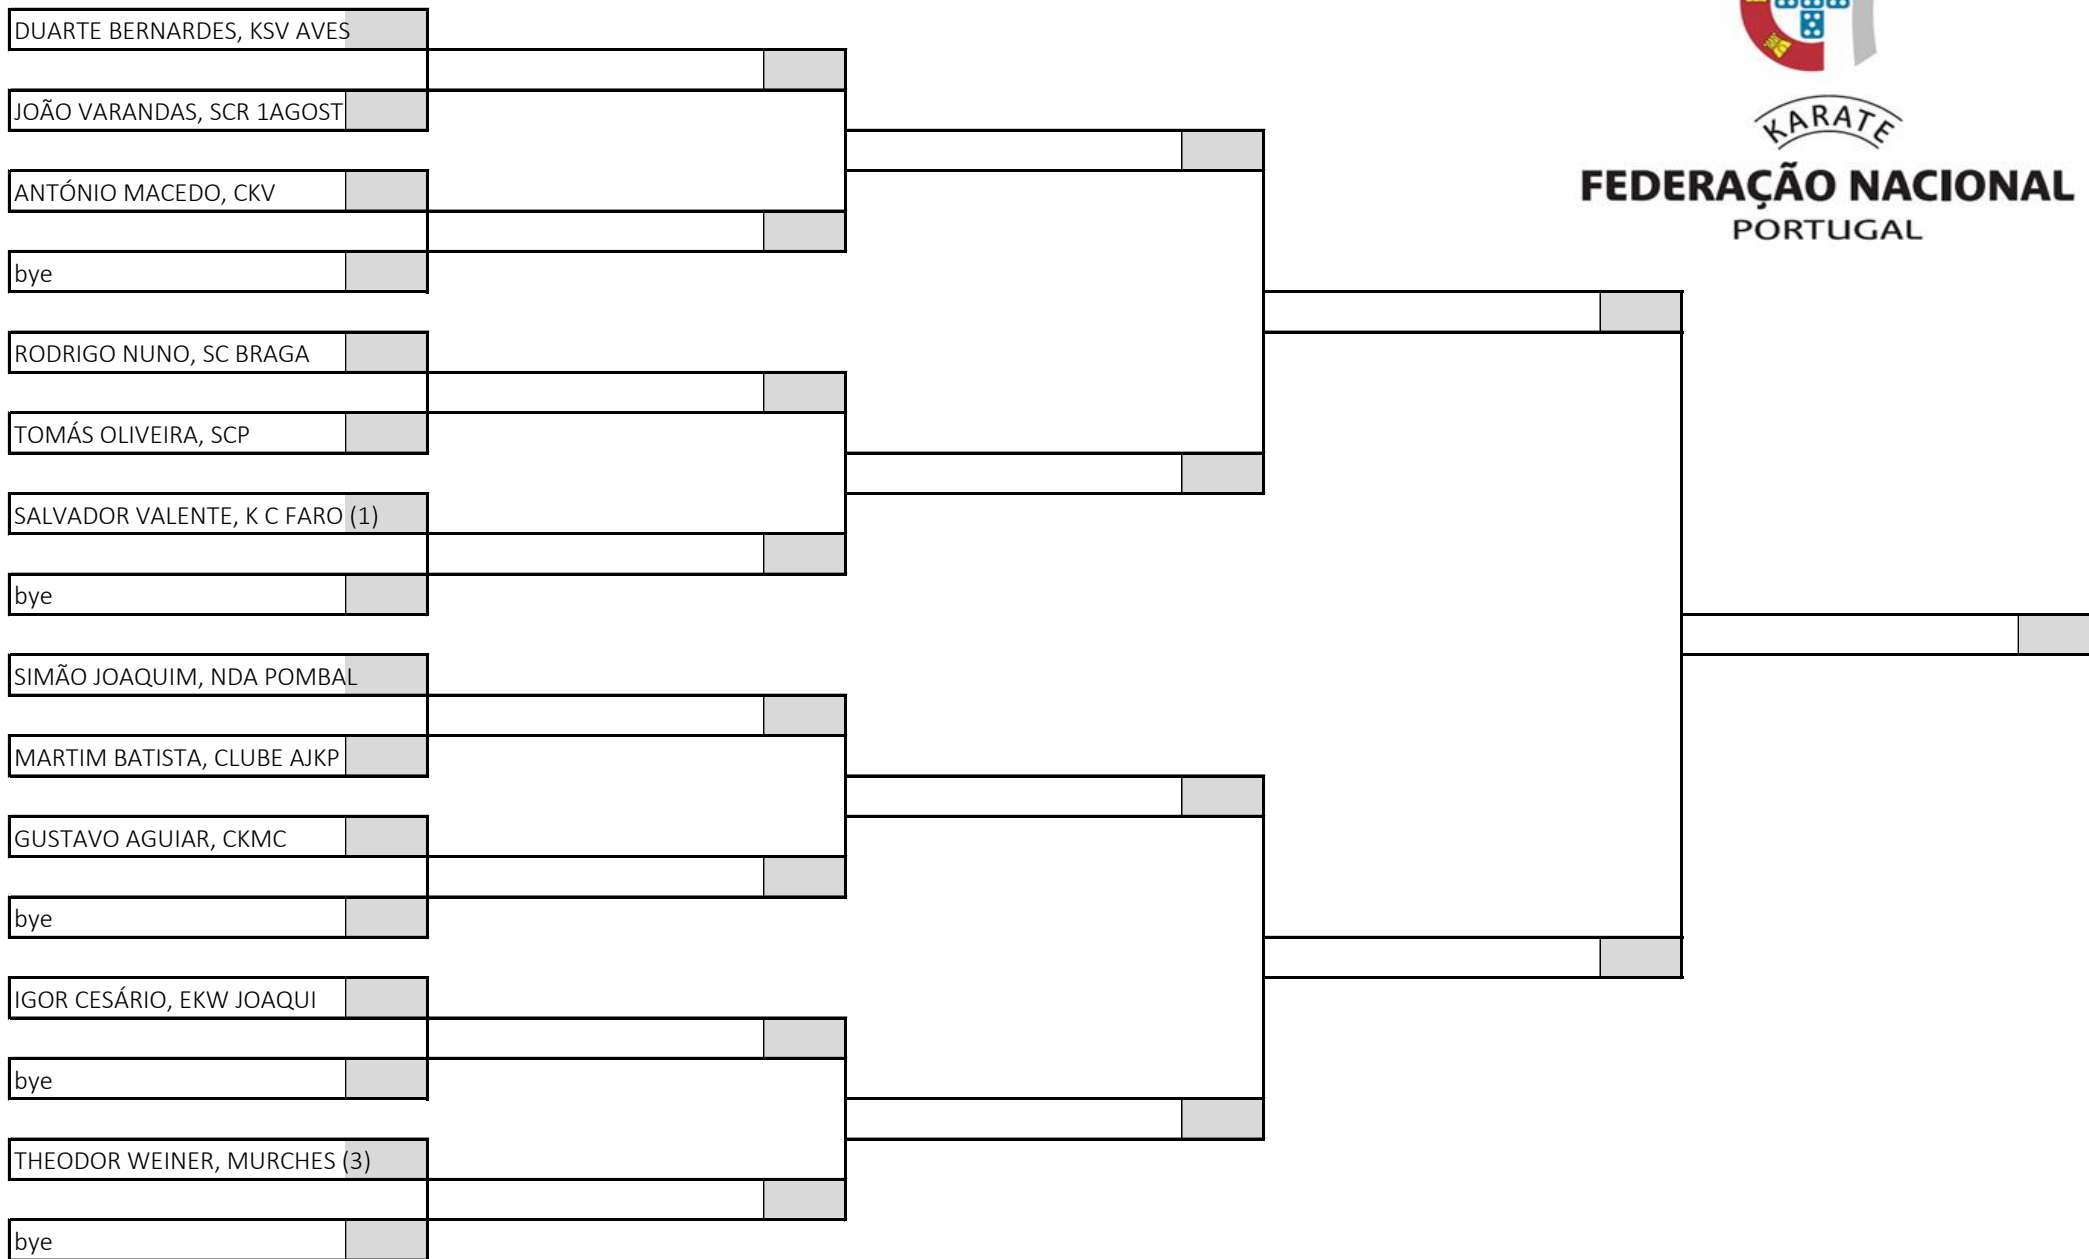 DUARTE BERNARDES, KSV AVES
JOÃO VARANDAS, SCR 1AGOST
ANTÓNIO MACEDO, CKV
bye
RODRIGO NUNO, SC BRAGA
TOMÁS OLIVEIRA, SCP
SALVADOR VALENTE, K C FARO (1)
bye
SIMÃO JOAQUIM, NDA POMBAL
MARTIM BATISTA, CLUBE AJKP
GUSTAVO AGUIAR, CKMC
bye
IGOR CESÁRIO, EKW JOAQUI
bye
THEODOR WEINER, MURCHES (3)
bye
KARATE
FEDERAÇÃO NACIONAL
PORTUGAL